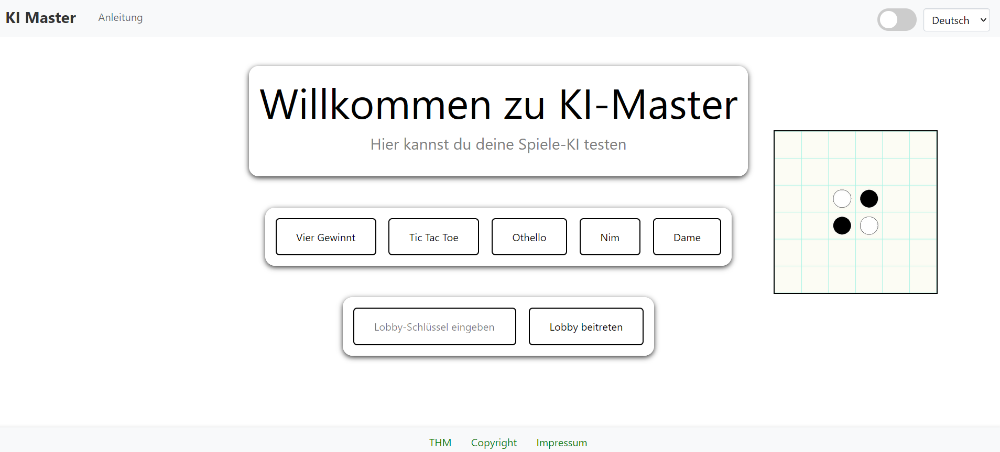 KI Master Anleitung Deutsch
Willkommen zu KI-Master
Hier kannst du deine Spiele-KI testen
Vier Gewinnt Tic Tac Toe Othello Nim Dame
Lobby-Schlüssel eingeben Lobby beitreten
THM Copyright Impressum